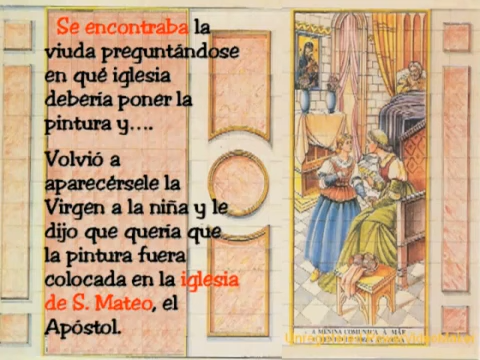 Se encontraba la
viuda preguntándose
en qué iglesia
debería poner la
pintura y….
Volvió a
aparecérsele la
Virgen a la niña y le
dijo que quería que
la pintura fuera
colocada en la iglesia
de S. Mateo, el
Apóstol.
A MENINA COMUNICA À MÃE